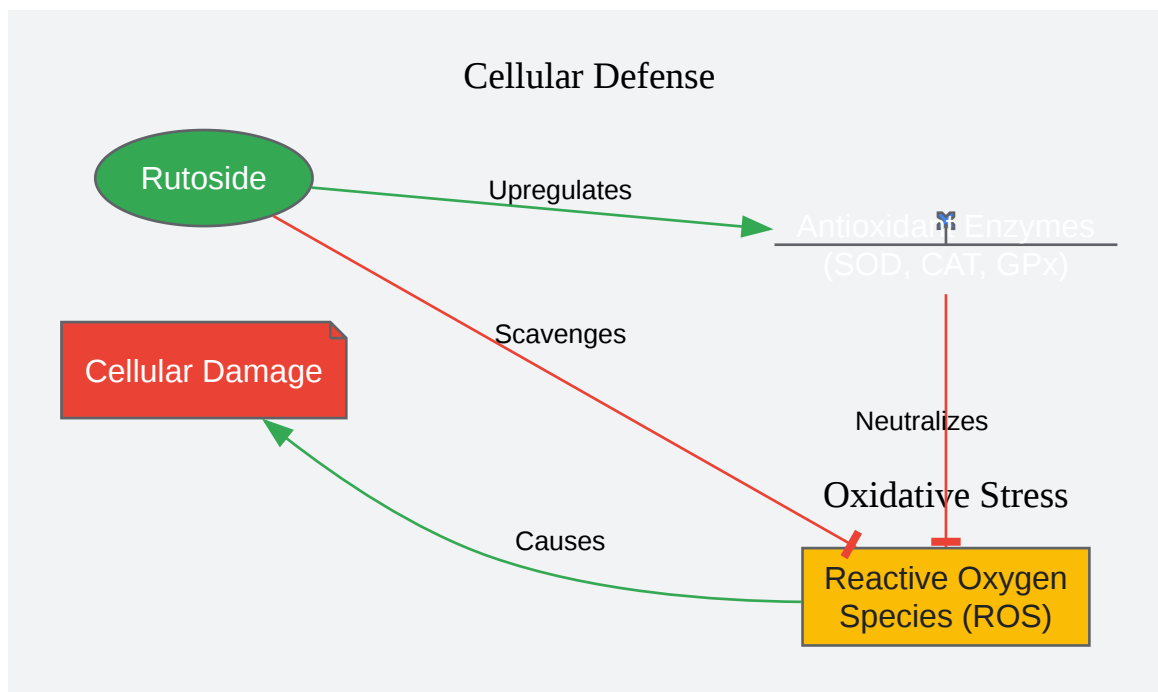 Cellular Defense
Rutoside
Upregulates
Antioxidant Enzymes
(SOD, CAT, GPx)
Scavenges
Cellular Damage
Neutralizes
Oxidative Stress
Causes
Reactive Oxygen
Species (ROS)